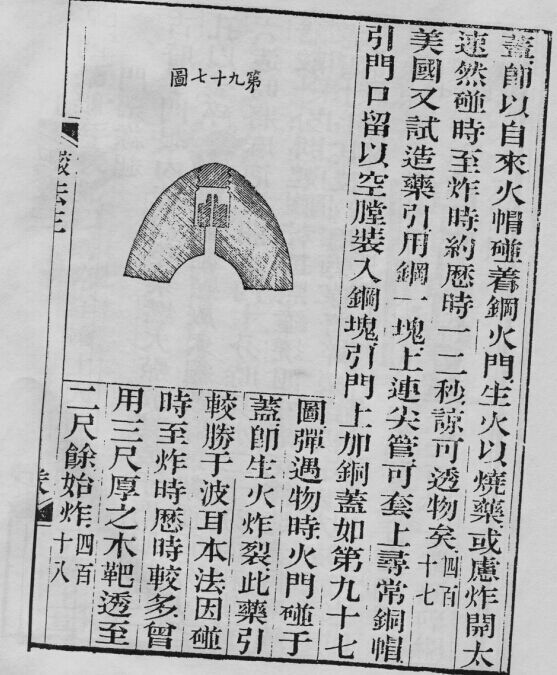 蓋卽以自來火帽碰着鋼火門生火以燒藥或慮炸開太
速然碰時至炸時約歷時一二秒諒可透物矣四百十七
美國又試造藥引用鋼一塊上連尖管可套上尋常銅帽
引門口留以空膛裝入鋼塊引門上加銅蓋如第九十七
圖彈遇物時火門碰于
蓋卽生火炸裂此藥引
較勝于波耳本法因碰
時至炸時歷時較多曾
用三尺厚之木靶透至
二尺餘始炸四百十八
第九十七圖
法三